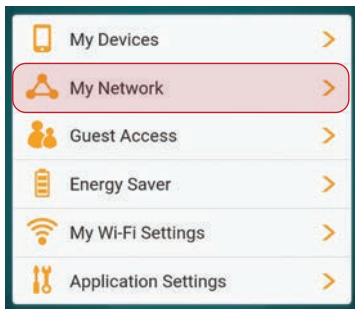 My Devices
My Network
Guest Access
Energy Saver
My Wi-Fi Settings
Application Settings